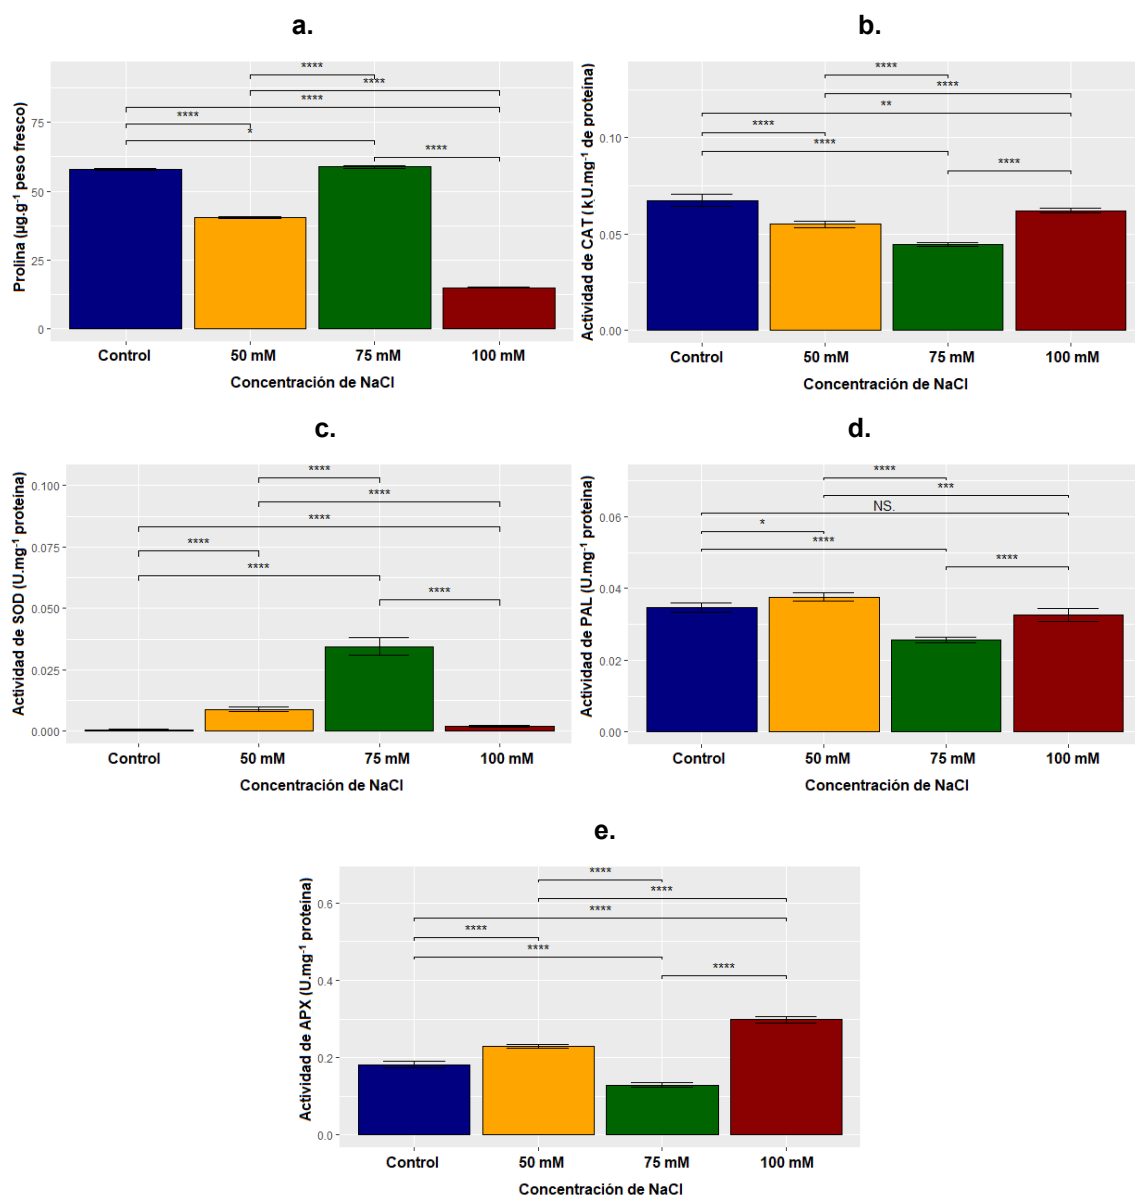 a.
****
****
****
****
*
****
Prolina (µg.g⁻¹ peso fresco)
75
50
25
0
Control 50 mM 75 mM 100 mM
Concentración de NaCl
b.
****
****
**
****
****
****
Actividad de CAT (kU.mg⁻¹ de proteína)
0.10
0.05
0.00
Control 50 mM 75 mM 100 mM
Concentración de NaCl
c.
****
****
****
****
****
****
Actividad de SOD (U.mg⁻¹ proteína)
0.100
0.075
0.050
0.025
0.000
Control 50 mM 75 mM 100 mM
Concentración de NaCl
d.
****
***
NS.
*
****
****
Actividad de PAL (U.mg⁻¹ proteína)
0.06
0.04
0.02
0.00
Control 50 mM 75 mM 100 mM
Concentración de NaCl
e.
****
****
****
****
****
****
Actividad de APX (U.mg⁻¹ proteína)
0.6
0.4
0.2
0.0
Control 50 mM 75 mM 100 mM
Concentración de NaCl